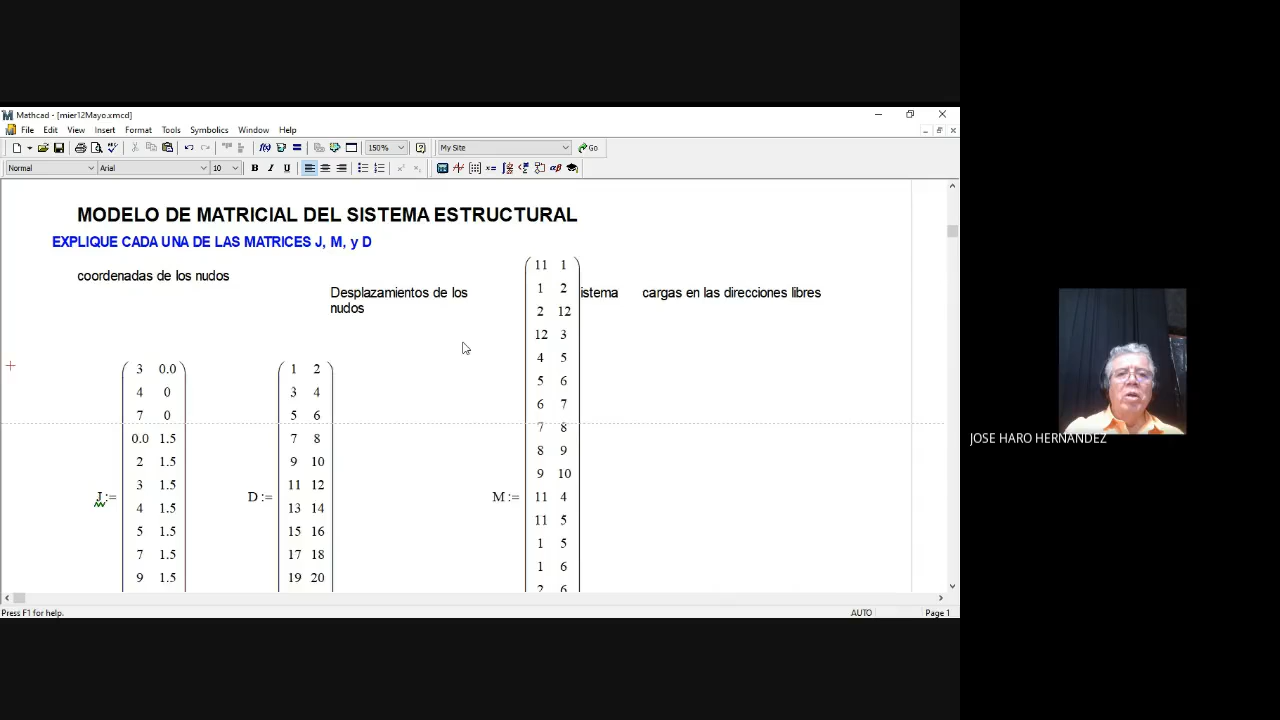 Mathcad - [mier12Mayo.xmcd]
File Edit View Insert Format Tools Symbolics Window Help
150% My Site Go
Normal Arial 10 B I U
MODELO DE MATRICIAL DEL SISTEMA ESTRUCTURAL
EXPLIQUE CADA UNA DE LAS MATRICES J, M, y D
coordenadas de los nudos
Desplazamientos de los
nudos
istema cargas en las direcciones libres
J :=
3 0.0
4 0
7 0
0.0 1.5
2 1.5
3 1.5
4 1.5
5 1.5
7 1.5
9 1.5
D :=
1 2
3 4
5 6
7 8
9 10
11 12
13 14
15 16
17 18
19 20
M :=
11 1
1 2
2 12
12 3
4 5
5 6
6 7
7 8
8 9
9 10
11 4
11 5
1 5
1 6
2 6
Press F1 for help. AUTO Page 1
JOSE HARO HERNANDEZ